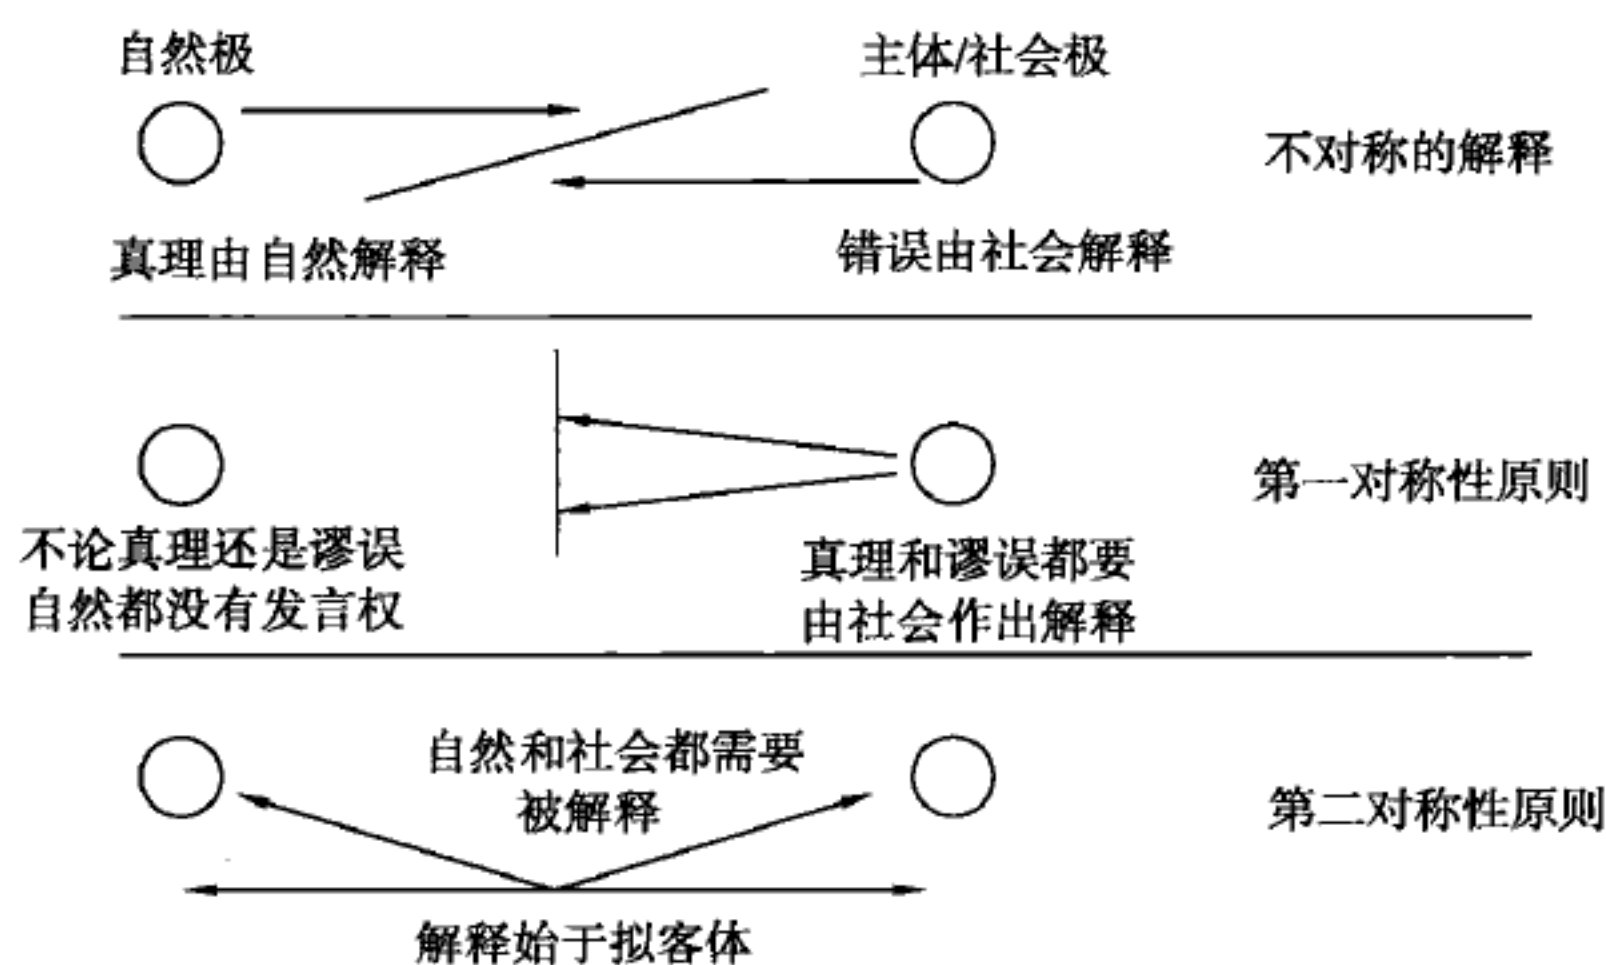 自然极
主体/社会极
不对称的解释
真理由自然解释
错误由社会解释
第一对称性原则
不论真理还是谬误
自然都没有发言权
真理和谬误都要
由社会作出解释
自然和社会都需要
被解释
第二对称性原则
解释始于拟客体